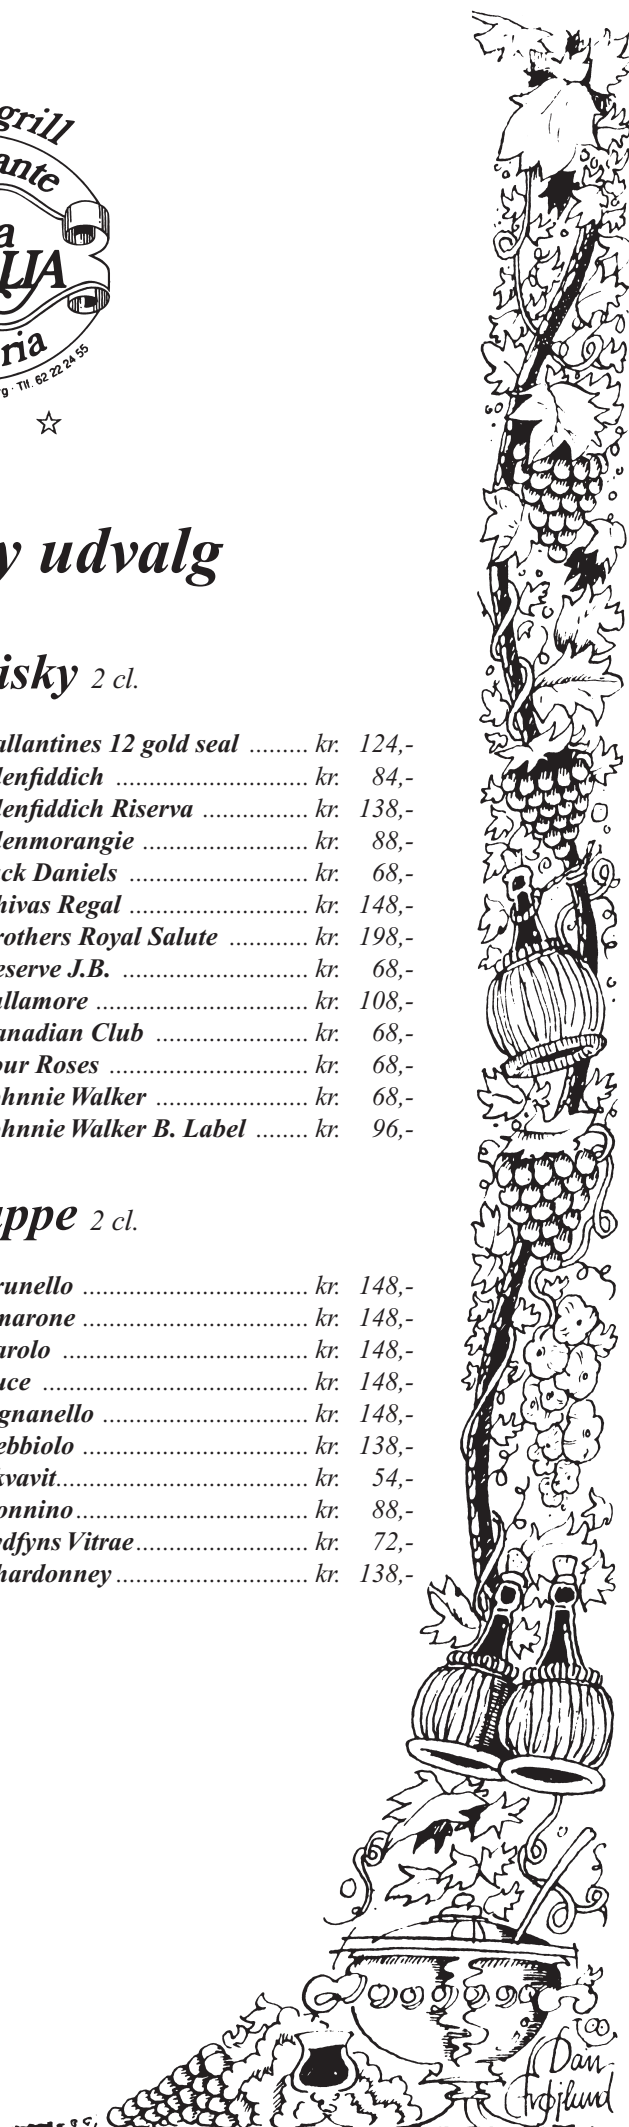 grill
ante
a
LIA
ria
rg · Tlf. 62 22 24 55
y udvalg
isky 2 cl.
allantines 12 gold seal ......... kr. 124,-
lenfiddich ................................. kr. 84,-
lenfiddich Riserva .................. kr. 138,-
lenmorangie ............................ kr. 88,-
ack Daniels .............................. kr. 68,-
hivas Regal .............................. kr. 148,-
rothers Royal Salute .............. kr. 198,-
eserve J.B. ............................... kr. 68,-
ullamore ................................... kr. 108,-
anadian Club .......................... kr. 68,-
our Roses ................................. kr. 68,-
ohnnie Walker ......................... kr. 68,-
ohnnie Walker B. Label ........ kr. 96,-
appe 2 cl.
runello ..................................... kr. 148,-
marone ..................................... kr. 148,-
arolo ........................................ kr. 148,-
uce ........................................... kr. 148,-
gnanello .................................. kr. 148,-
ebbiolo ..................................... kr. 138,-
kvavit........................................ kr. 54,-
onnino ...................................... kr. 88,-
ydfyns Vitrae ............................ kr. 72,-
hardonney ............................... kr. 138,-
Dan